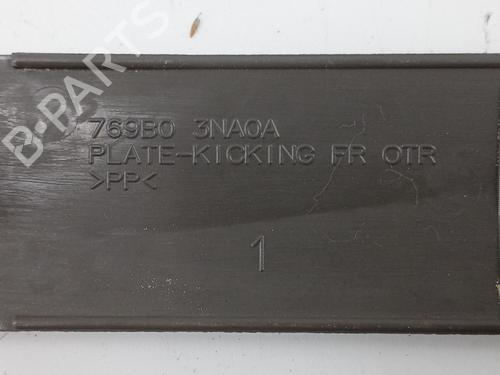 B-PARTS
769B0 3NA0A
PLATE-KICKING FR OTR
>PP<
1